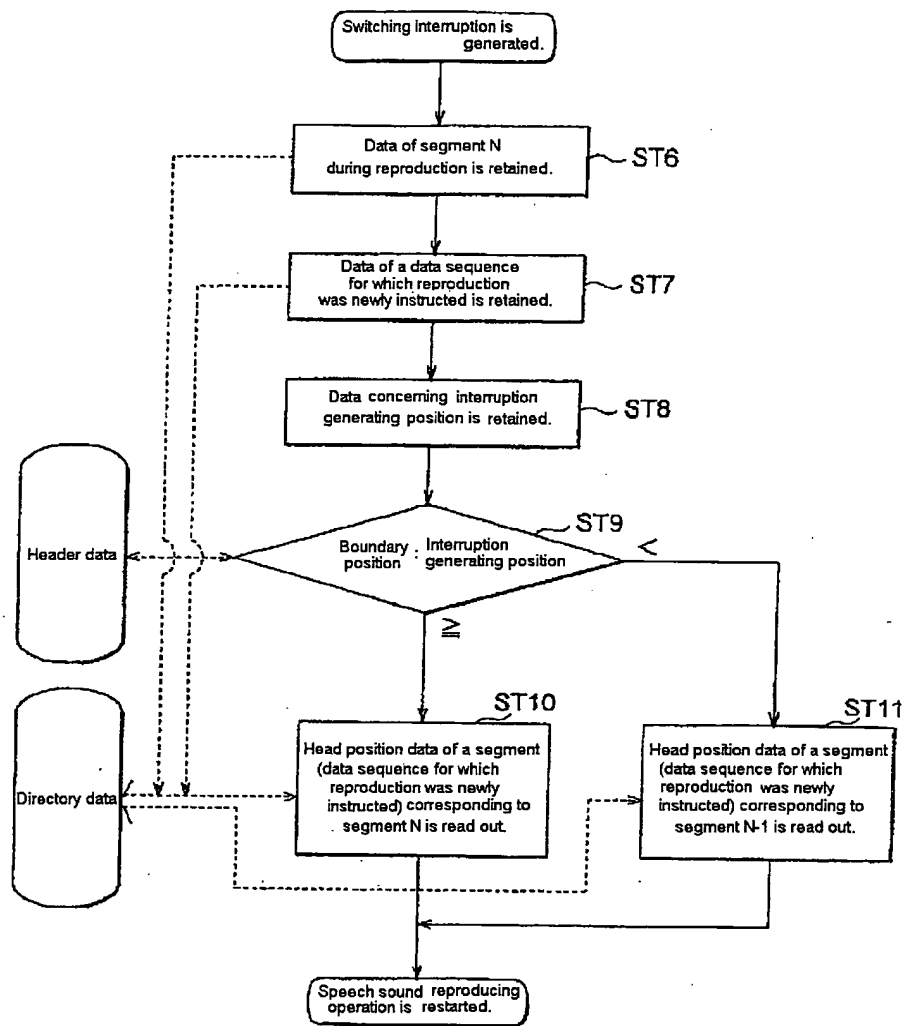 Switching interruption is
generated.
Data of segment N
during reproduction is retained.
ST6
Data of a data sequence
for which reproduction
was newly instructed is retained.
ST7
Data concerning interruption
generating position is retained.
ST8
ST9
Header data
Boundary : Interruption
position generating position
<
≧
ST10
ST11
Directory data
Head position data of a segment
(data sequence for which
reproduction was newly
instructed) corresponding to
segment N is read out.
Head position data of a segment
(data sequence for which
reproduction was newly
instructed) corresponding to
segment N-1 is read out.
Speech sound reproducing
operation is restarted.